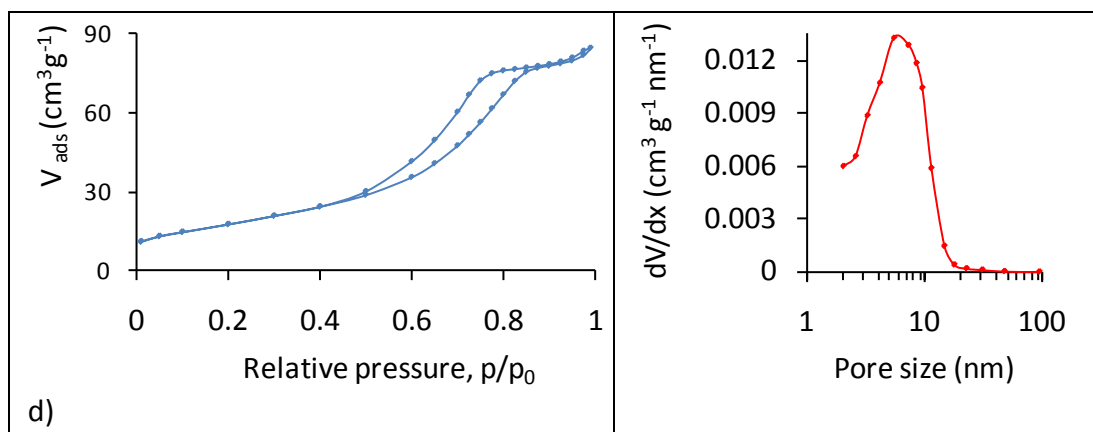 90
60
30
0
V ads (cm³g⁻¹)
0 0.2 0.4 0.6 0.8 1
Relative pressure, p/p₀
d)
0.012
0.009
0.006
0.003
0
dV/dx (cm³ g⁻¹ nm⁻¹)
1 10 100
Pore size (nm)